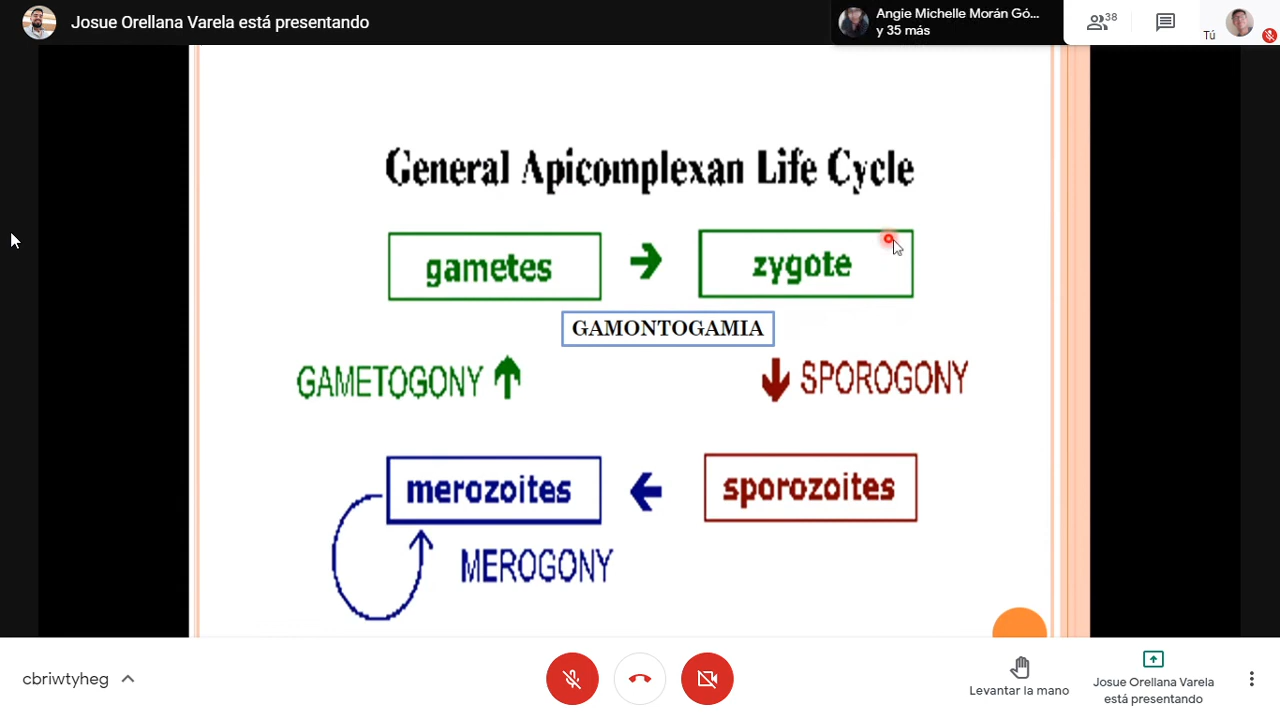 Josue Orellana Varela está presentando
Angie Michelle Morán Gó...
y 35 más
38
Tú
General Apicomplexan Life Cycle
gametes
zygote
GAMONTOGAMIA
GAMETOGONY
SPOROGONY
merozoites
sporozoites
MEROGONY
cbriwtyheg
Levantar la mano
Josue Orellana Varela
está presentando